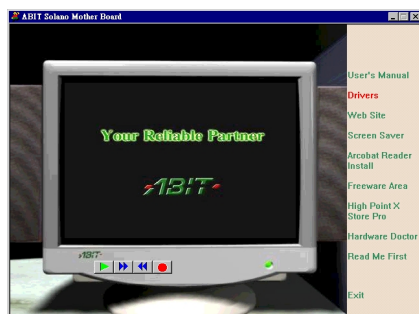 ABIT Solano Mother Board
Your Reliable Partner
ABIT
ABIT
User's Manual
Drivers
Web Site
Screen Saver
Arcobat Reader
Install
Freeware Area
High Point X
Store Pro
Hardware Doctor
Read Me First
Exit